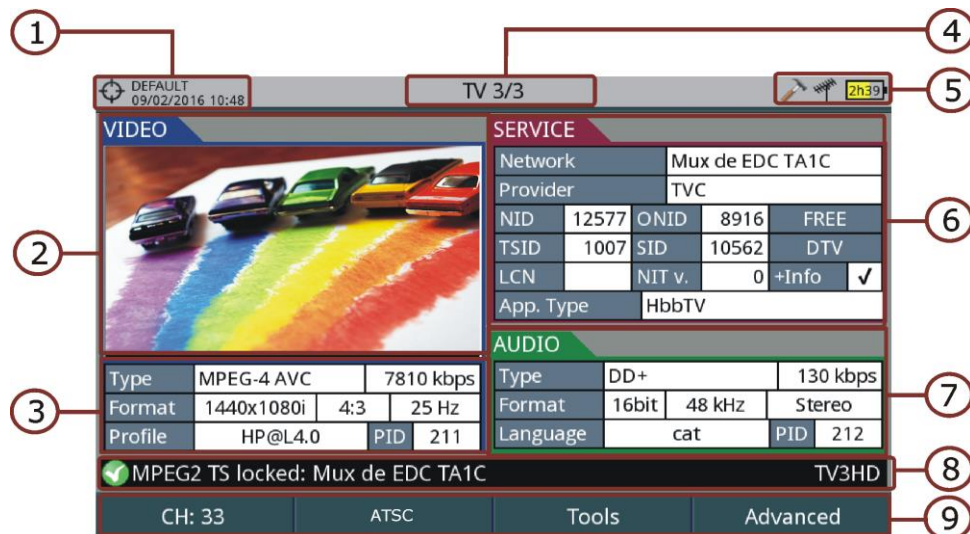 1
4
DEFAULT
09/02/2016 10:48
TV 3/3
2h39
5
VIDEO
2
SERVICE
Network Mux de EDC TA1C
Provider TVC
NID 12577 ONID 8916 FREE
TSID 1007 SID 10562 DTV
LCN NIT v. 0 +Info ✓
App. Type HbbTV
6
Type MPEG-4 AVC 7810 kbps
Format 1440x1080i 4:3 25 Hz
Profile HP@L4.0 PID 211
3
AUDIO
Type DD+ 130 kbps
Format 16bit 48 kHz Stereo
Language cat PID 212
7
MPEG2 TS locked: Mux de EDC TA1C TV3HD
8
CH: 33 ATSC Tools Advanced
9